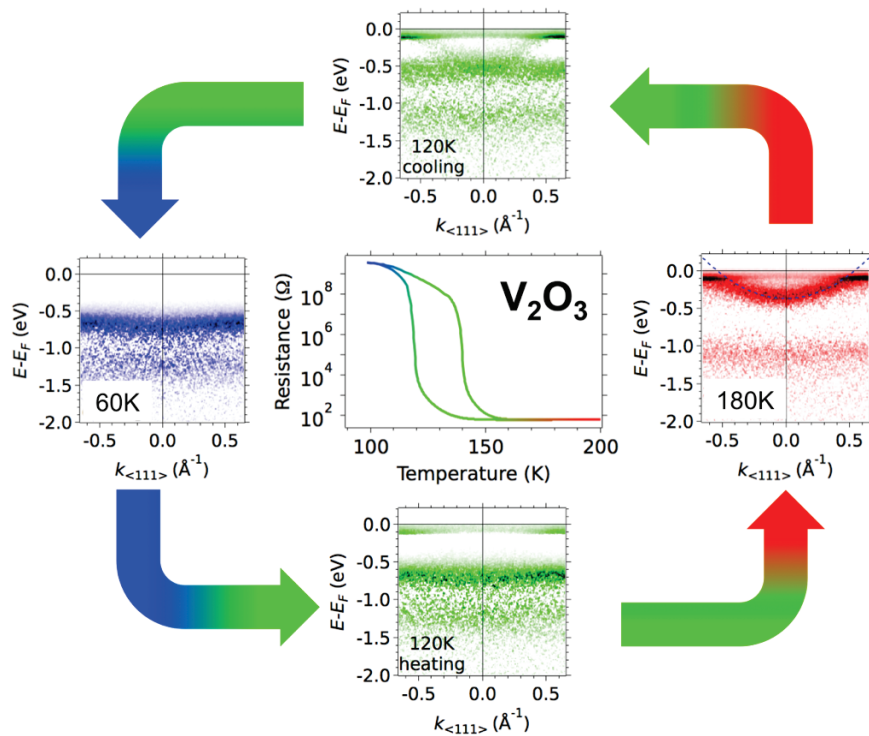 0.0
-0.5
-1.0
-1.5
-2.0
E-E_F (eV)
120K
cooling
-0.5 0.0 0.5
k_<111> (Å⁻¹)
0.0
-0.5
-1.0
-1.5
-2.0
E-E_F (eV)
60K
-0.5 0.0 0.5
k_<111> (Å⁻¹)
V₂O₃
Resistance (Ω)
10⁸
10⁶
10⁴
10²
100 150 200
Temperature (K)
0.0
-0.5
-1.0
-1.5
-2.0
E-E_F (eV)
180K
-0.5 0.0 0.5
k_<111> (Å⁻¹)
0.0
-0.5
-1.0
-1.5
-2.0
E-E_F (eV)
120K
heating
-0.5 0.0 0.5
k_<111> (Å⁻¹)